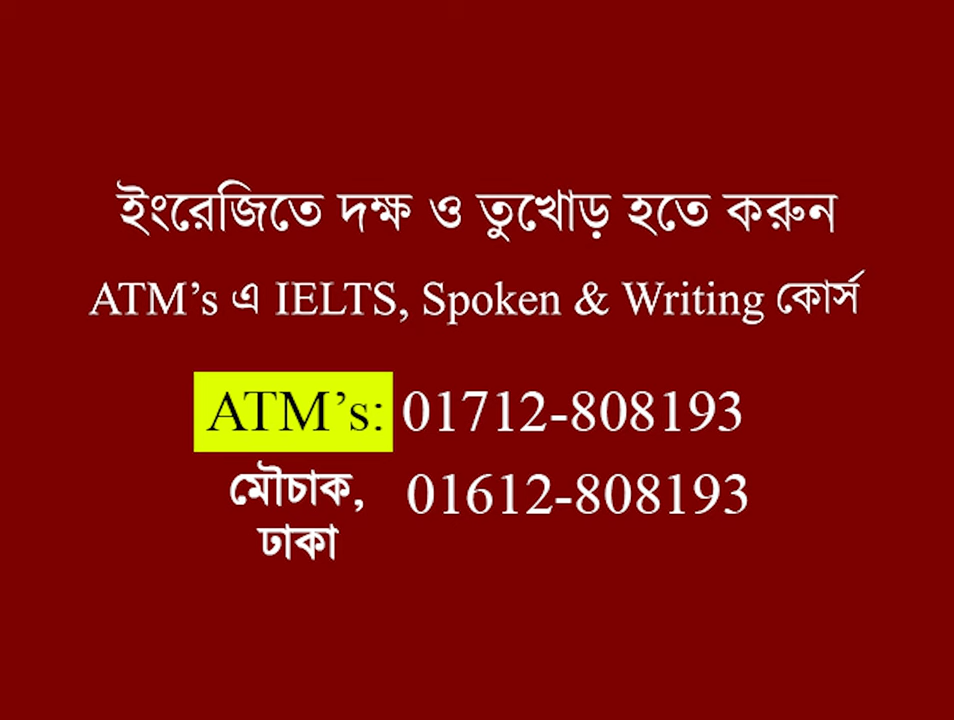 ইংরেজিতে দক্ষ ও তুখোড় হতে করুন
ATM’s এ IELTS, Spoken & Writing কোর্স
ATM’s: 01712-808193
মৌচাক, 01612-808193
ঢাকা